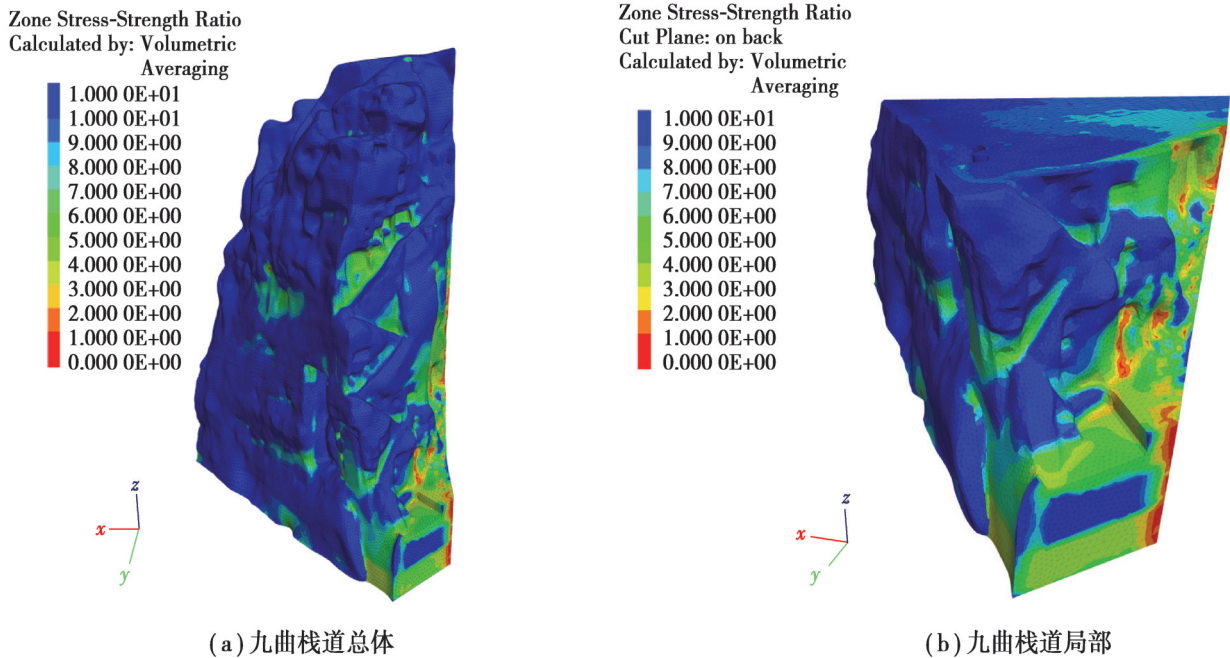 Zone Stress-Strength Ratio
Calculated by: Volumetric
Averaging
1.000 0E+01
1.000 0E+01
9.000 0E+00
8.000 0E+00
7.000 0E+00
6.000 0E+00
5.000 0E+00
4.000 0E+00
3.000 0E+00
2.000 0E+00
1.000 0E+00
0.000 0E+00
z
x
y
(a)九曲栈道总体
Zone Stress-Strength Ratio
Cut Plane: on back
Calculated by: Volumetric
Averaging
1.000 0E+01
9.000 0E+00
8.000 0E+00
7.000 0E+00
6.000 0E+00
5.000 0E+00
4.000 0E+00
3.000 0E+00
2.000 0E+00
1.000 0E+00
0.000 0E+00
z
x
y
(b)九曲栈道局部